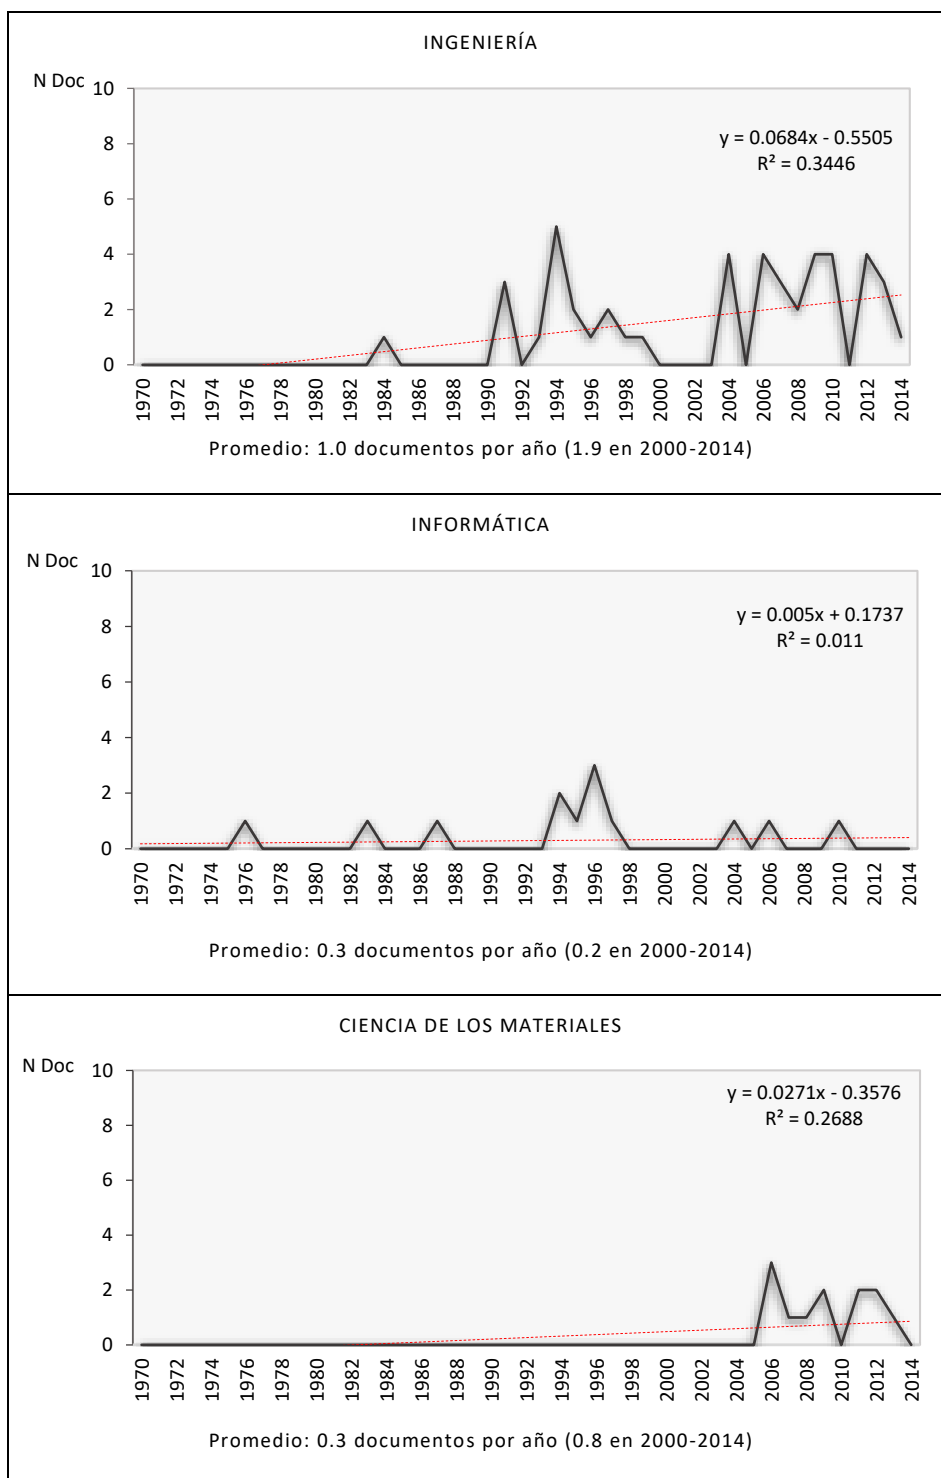 INGENIERÍA
N Doc
10
8
6
4
2
0
y = 0.0684x - 0.5505
R² = 0.3446
1970 1972 1974 1976 1978 1980 1982 1984 1986 1988 1990 1992 1994 1996 1998 2000 2002 2004 2006 2008 2010 2012 2014
Promedio: 1.0 documentos por año (1.9 en 2000-2014)
INFORMÁTICA
N Doc
10
8
6
4
2
0
y = 0.005x + 0.1737
R² = 0.011
1970 1972 1974 1976 1978 1980 1982 1984 1986 1988 1990 1992 1994 1996 1998 2000 2002 2004 2006 2008 2010 2012 2014
Promedio: 0.3 documentos por año (0.2 en 2000-2014)
CIENCIA DE LOS MATERIALES
N Doc
10
8
6
4
2
0
y = 0.0271x - 0.3576
R² = 0.2688
1970 1972 1974 1976 1978 1980 1982 1984 1986 1988 1990 1992 1994 1996 1998 2000 2002 2004 2006 2008 2010 2012 2014
Promedio: 0.3 documentos por año (0.8 en 2000-2014)